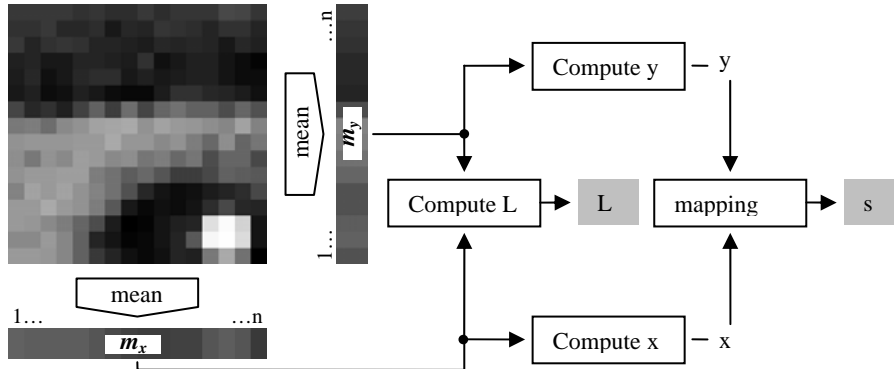 …n
mean
m_y
1…
Compute y
y
Compute L
L
mapping
s
mean
1…
…n
m_x
Compute x
x